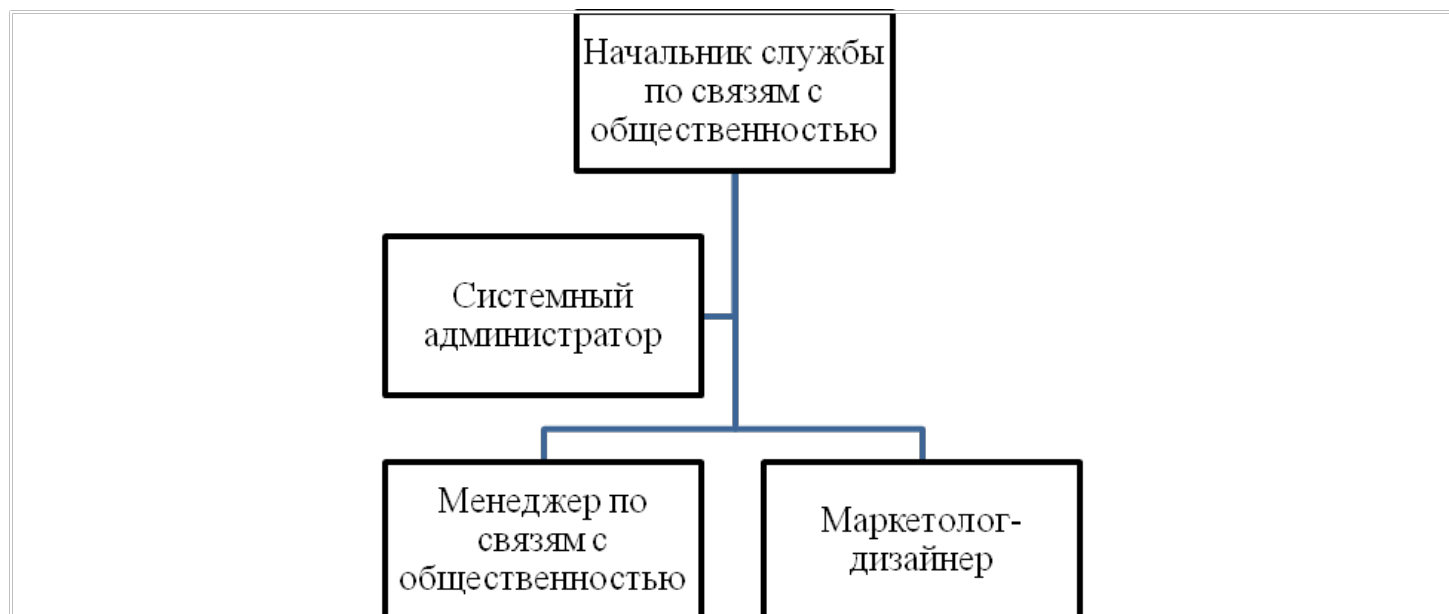 Начальник службы
по связям с
общественностью
Системный
администратор
Менеджер по
связям с
общественностью
Маркетолог-
дизайнер